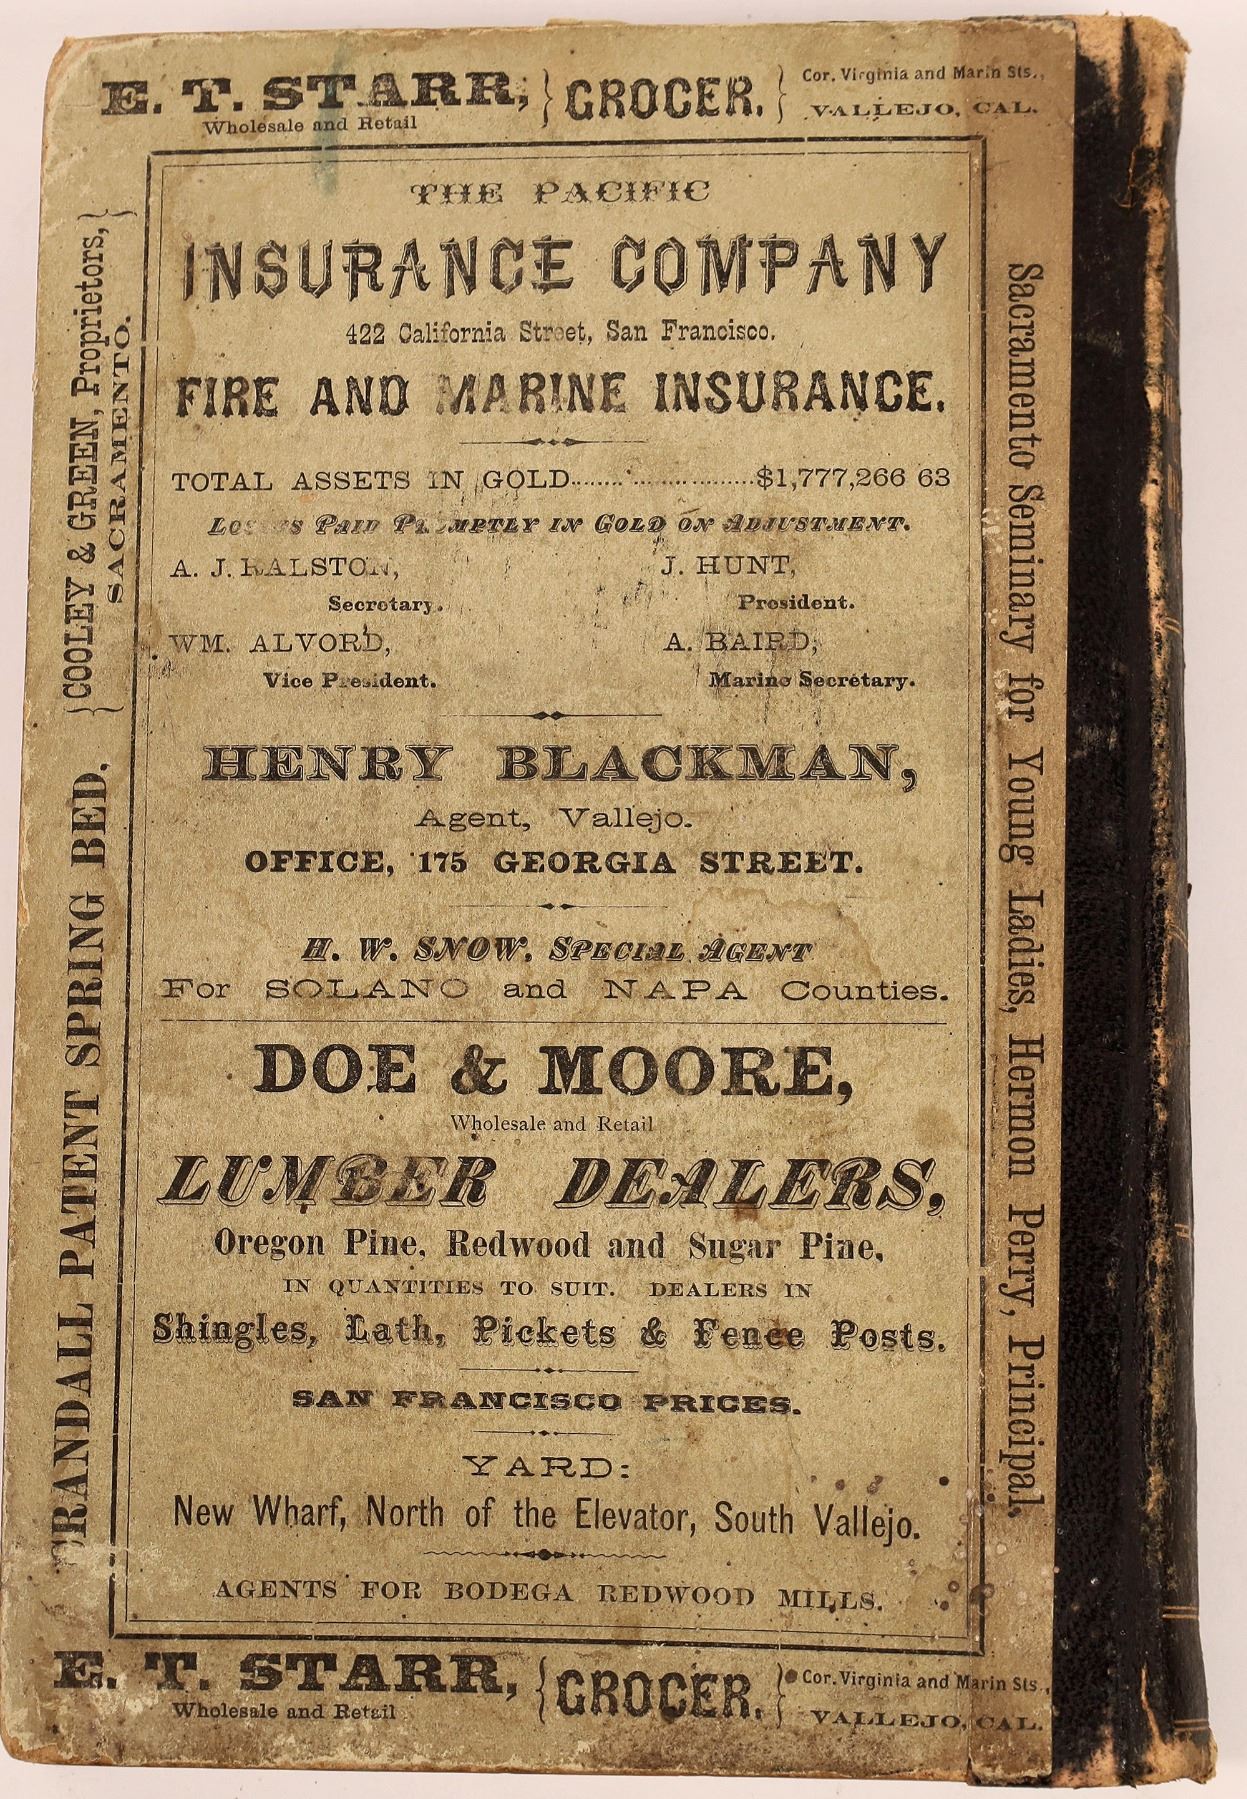 E. T. STARR, } GROCER, } Cor. Virginia and Marin Sts.,
Wholesale and Retail VALLEJO, CAL.
THE PACIFIC
INSURANCE COMPANY
422 California Street, San Francisco.
FIRE AND MARINE INSURANCE.
TOTAL ASSETS IN GOLD..............................$1,777,266 63
LOSSES PAID PROMPTLY IN GOLD ON ADJUSTMENT.
A. J. RALSTON, J. HUNT,
Secretary. President.
WM. ALVORD, A. BAIRD,
Vice President. Marine Secretary.
HENRY BLACKMAN,
Agent, Vallejo.
OFFICE, 175 GEORGIA STREET.
H. W. SNOW, SPECIAL AGENT
For SOLANO and NAPA Counties.
DOE & MOORE,
Wholesale and Retail
LUMBER DEALERS,
Oregon Pine, Redwood and Sugar Pine,
IN QUANTITIES TO SUIT. DEALERS IN
Shingles, Lath, Pickets & Fence Posts.
SAN FRANCISCO PRICES.
YARD:
New Wharf, North of the Elevator, South Vallejo.
AGENTS FOR BODEGA REDWOOD MILLS.
E. T. STARR, { GROCER, } Cor. Virginia and Marin Sts.,
Wholesale and Retail VALLEJO, CAL.
CRANDALL PATENT SPRING BED, { COOLEY & GREEN, Proprietors, }
SACRAMENTO.
Sacramento Seminary for Young Ladies, Hermon Perry, Principal.